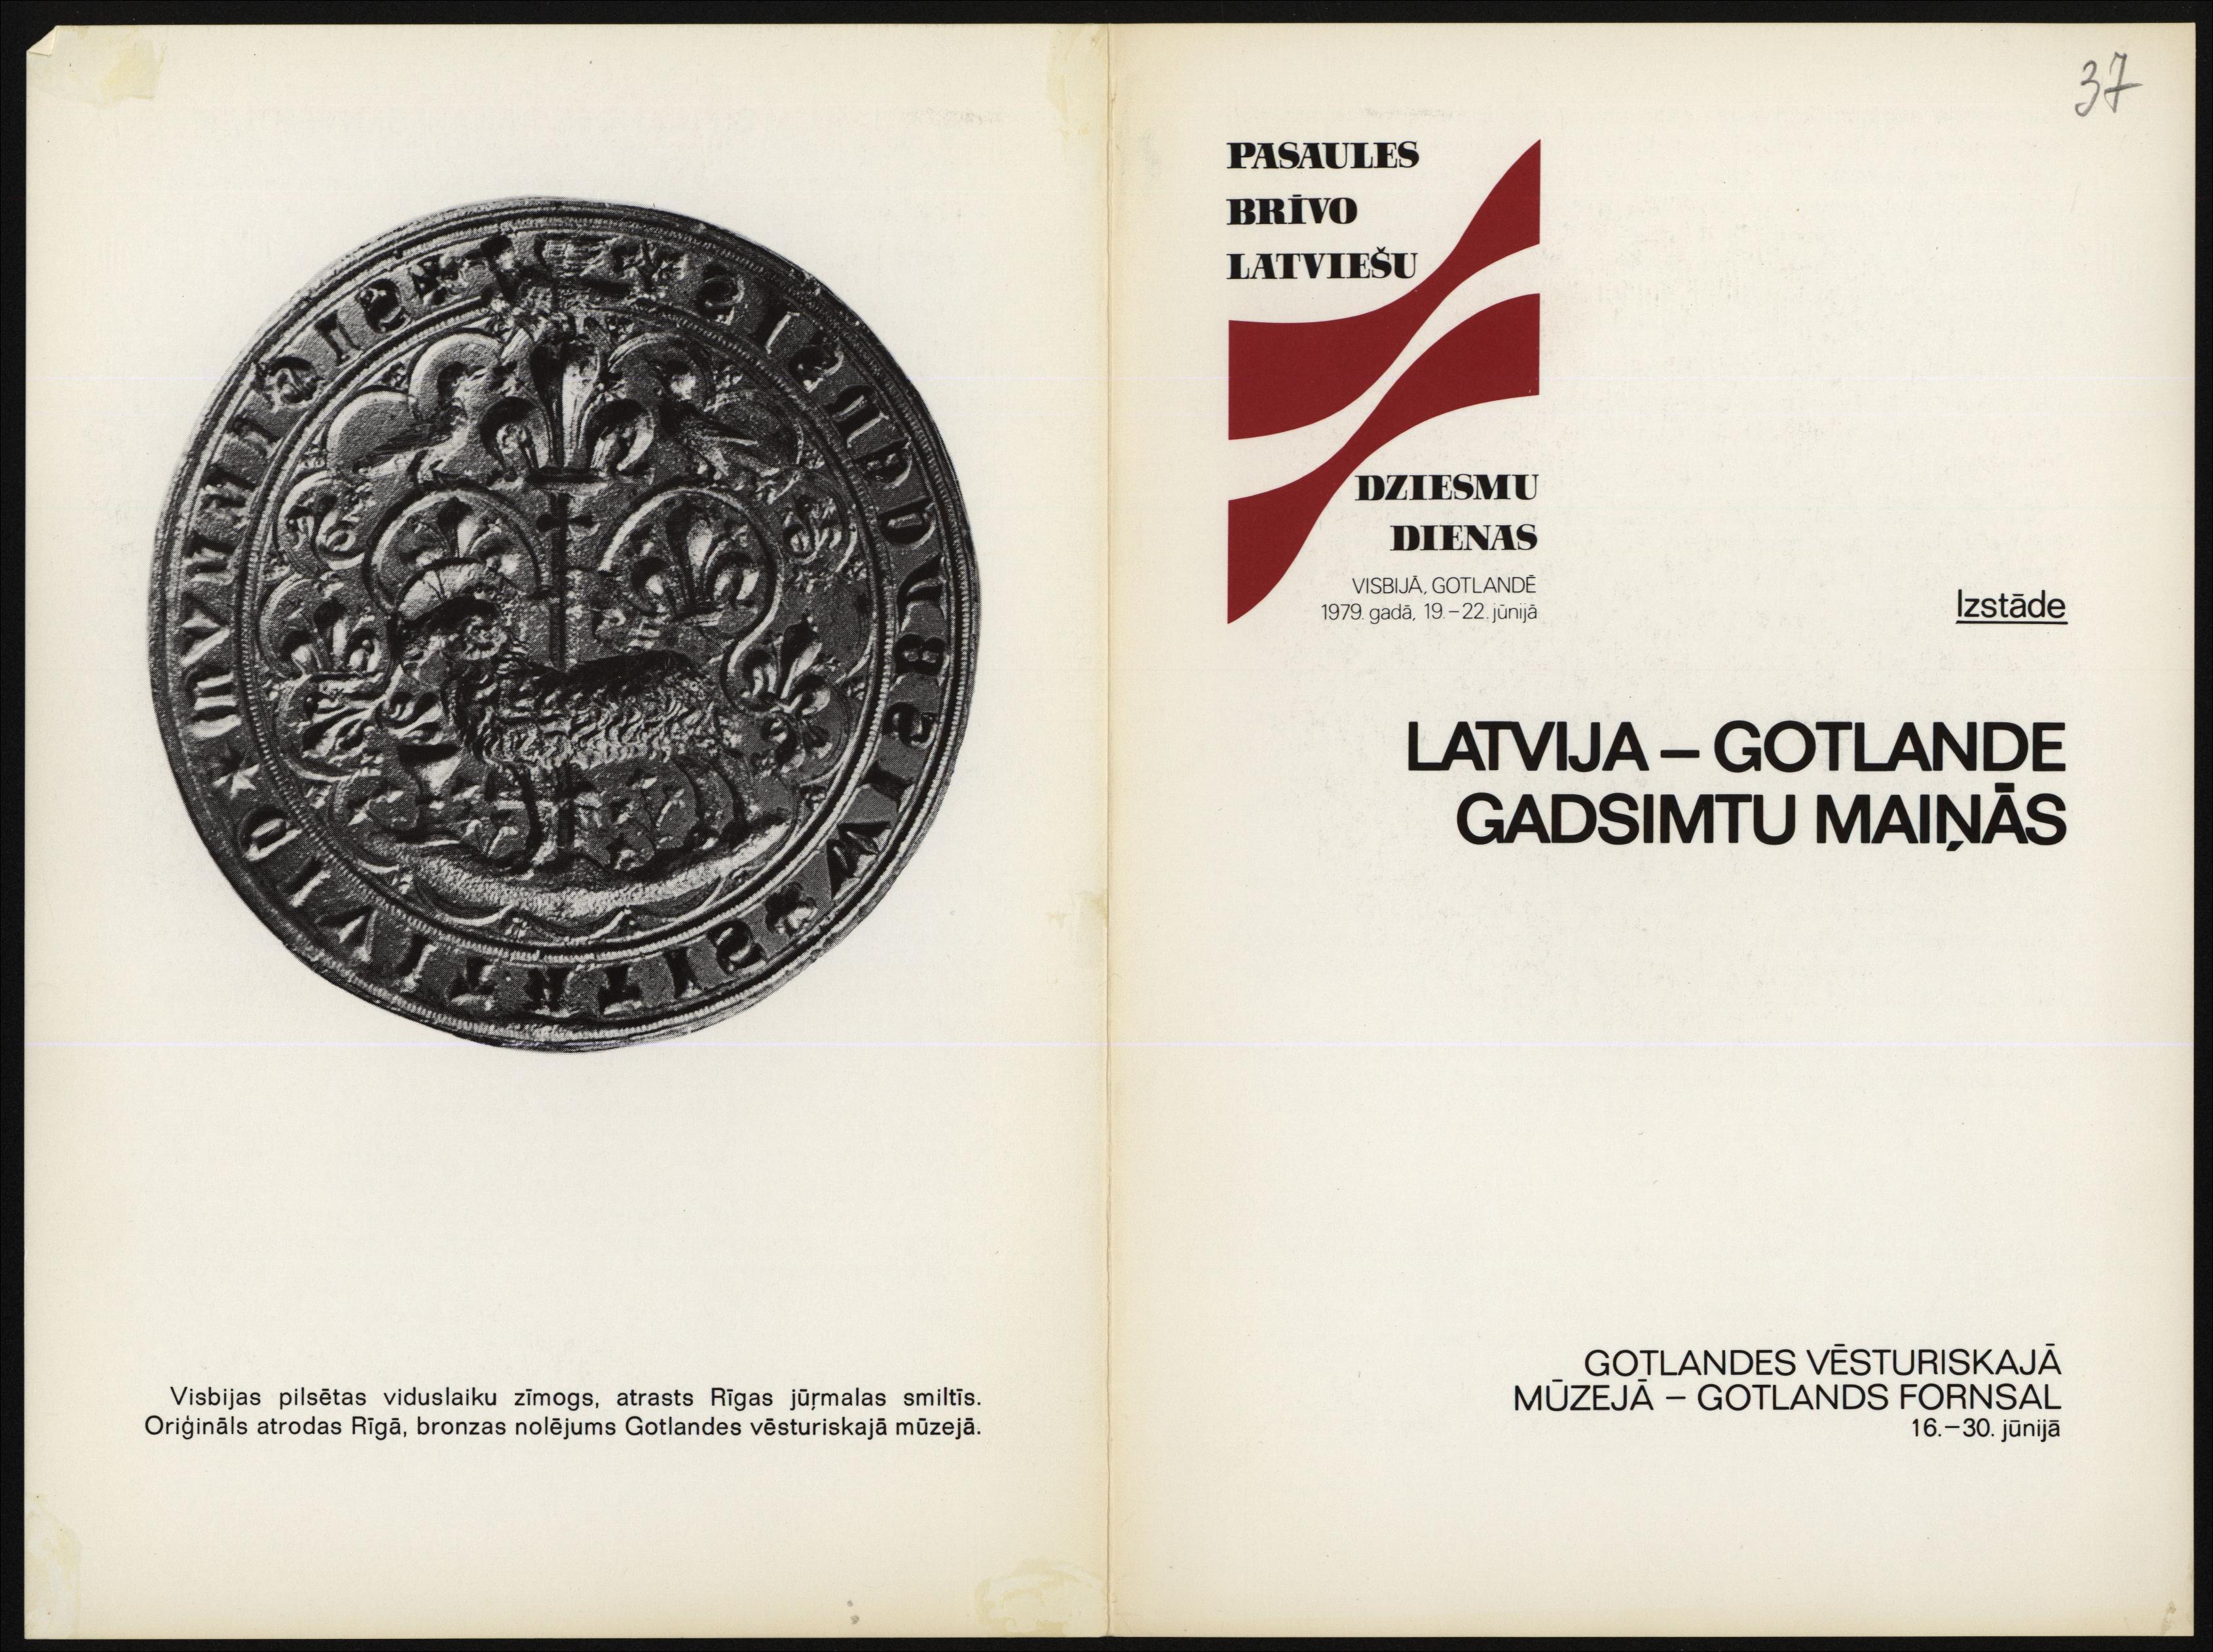 Visbijas pilsētas viduslaiku zīmogs, atrasts Rīgas jūŗmalas smiltīs.
Oriģināls atrodas Rīgā, bronzas nolējums Gotlandes vēsturiskajā mūzejā.
37
PASAULES
BRĪVO
LATVIEŠU
DZIESMU
DIENAS
VISBIJĀ, GOTLANDĒ
1979. gadā, 19.–22. jūnijā
Izstāde
LATVIJA – GOTLANDE
GADSIMTU MAIŅĀS
GOTLANDES VĒSTURISKAJĀ
MŪZEJĀ – GOTLANDS FORNSAL
16.–30. jūnijā